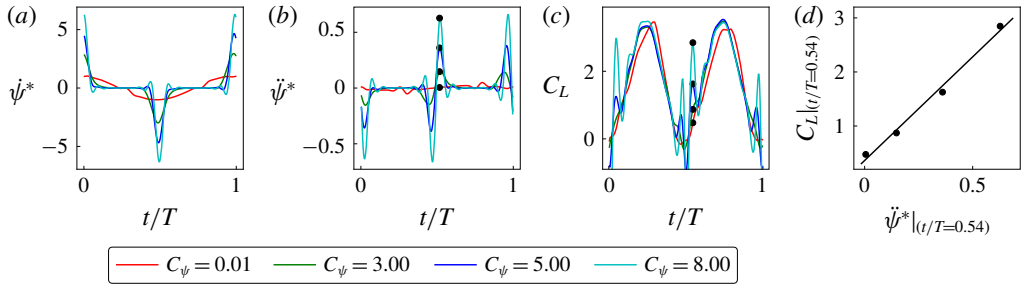 (a)
(b)
(c)
(d)
5
0
−5
ψ̇*
0
1
t/T
0.5
0
−0.5
ψ̈*
0
1
t/T
2
0
C_L
0
1
t/T
3
2
1
C_L|(t/T=0.54)
0
0.5
ψ̈*|(t/T=0.54)
C_ψ = 0.01
C_ψ = 3.00
C_ψ = 5.00
C_ψ = 8.00